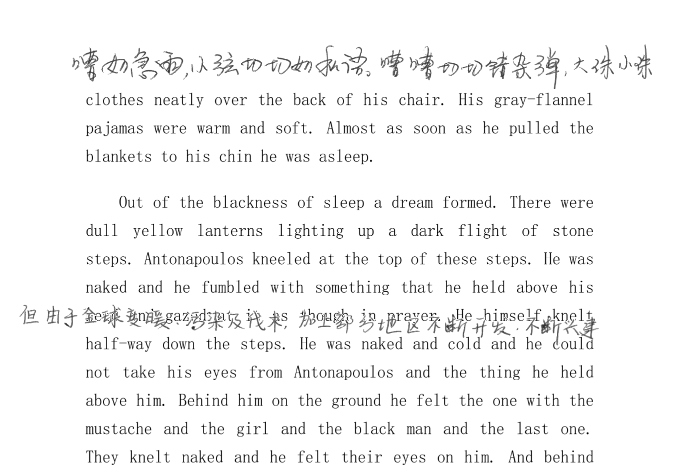 嘈如急雨,小弦切切如私语。嘈嘈切切错杂弹,大珠小珠
clothes neatly over the back of his chair. His gray-flannel
pajamas were warm and soft. Almost as soon as he pulled the
blankets to his chin he was asleep.
Out of the blackness of sleep a dream formed. There were
dull yellow lanterns lighting up a dark flight of stone
steps. Antonapoulos kneeled at the top of these steps. He was
naked and he fumbled with something that he held above his
head and gazed at it as though in prayer. He himself knelt
但由于全球变暖、污染及伐木,加上部分地区不断开发、不断兴建
half-way down the steps. He was naked and cold and he could
not take his eyes from Antonapoulos and the thing he held
above him. Behind him on the ground he felt the one with the
mustache and the girl and the black man and the last one.
They knelt naked and he felt their eyes on him. And behind